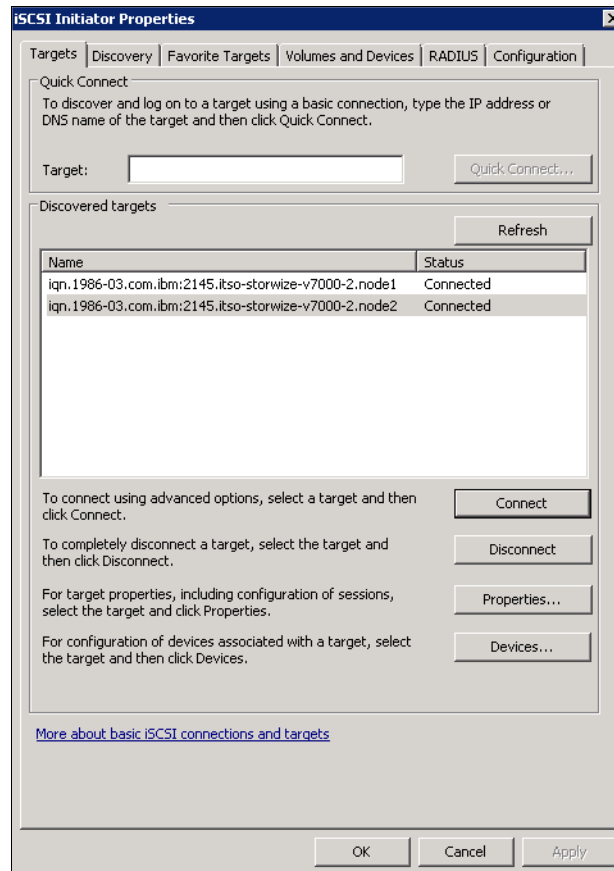 iSCSI Initiator Properties
Targets Discovery Favorite Targets Volumes and Devices RADIUS Configuration
Quick Connect
To discover and log on to a target using a basic connection, type the IP address or
DNS name of the target and then click Quick Connect.
Target: Quick Connect...
Discovered targets
Refresh
Name Status
iqn.1986-03.com.ibm:2145.itso-storwize-v7000-2.node1 Connected
iqn.1986-03.com.ibm:2145.itso-storwize-v7000-2.node2 Connected
To connect using advanced options, select a target and then
click Connect.
Connect
To completely disconnect a target, select the target and
then click Disconnect.
Disconnect
For target properties, including configuration of sessions,
select the target and click Properties.
Properties...
For configuration of devices associated with a target, select
the target and then click Devices.
Devices...
More about basic iSCSI connections and targets
OK Cancel Apply